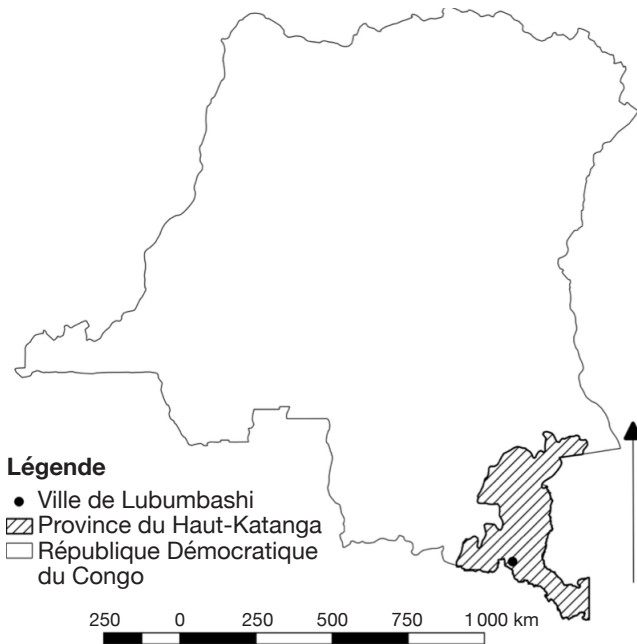 Légende
Ville de Lubumbashi
Province du Haut-Katanga
République Démocratique
du Congo
250 0 250 500 750 1 000 km